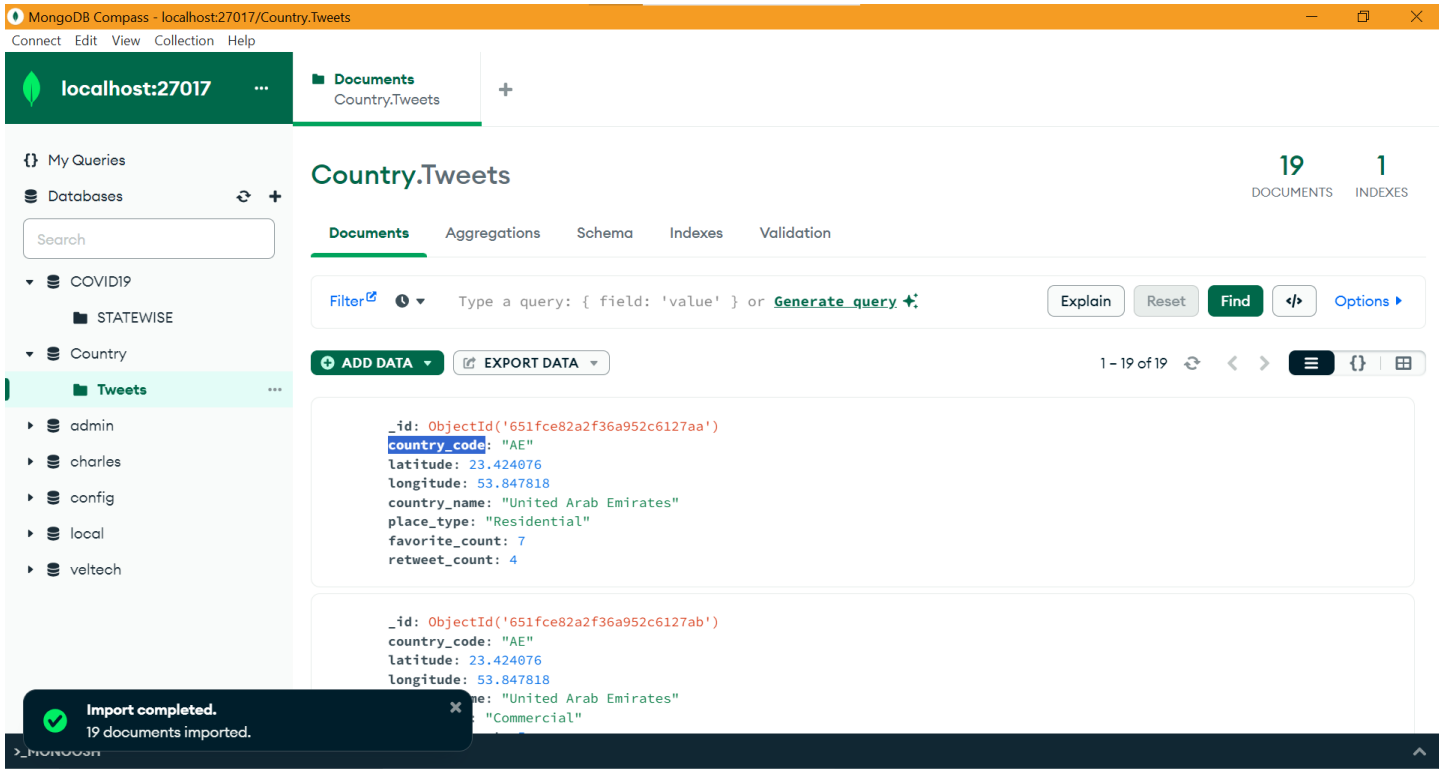 MongoDB Compass - localhost:27017/Country.Tweets
Connect Edit View Collection Help
localhost:27017 ...
Documents
Country.Tweets
+
{} My Queries
Databases
Search
COVID19
STATEWISE
Country
Tweets ...
admin
charles
config
local
veltech
Country.Tweets
19
DOCUMENTS
1
INDEXES
Documents Aggregations Schema Indexes Validation
Filter Type a query: { field: 'value' } or Generate query Explain Reset Find </> Options
ADD DATA EXPORT DATA 1 – 19 of 19 {}
_id: ObjectId('651fce82a2f36a952c6127aa')
country_code: "AE"
latitude: 23.424076
longitude: 53.847818
country_name: "United Arab Emirates"
place_type: "Residential"
favorite_count: 7
retweet_count: 4
_id: ObjectId('651fce82a2f36a952c6127ab')
country_code: "AE"
latitude: 23.424076
longitude: 53.847818
me: "United Arab Emirates"
: "Commercial"
Import completed.
19 documents imported.
>_MONGOSH